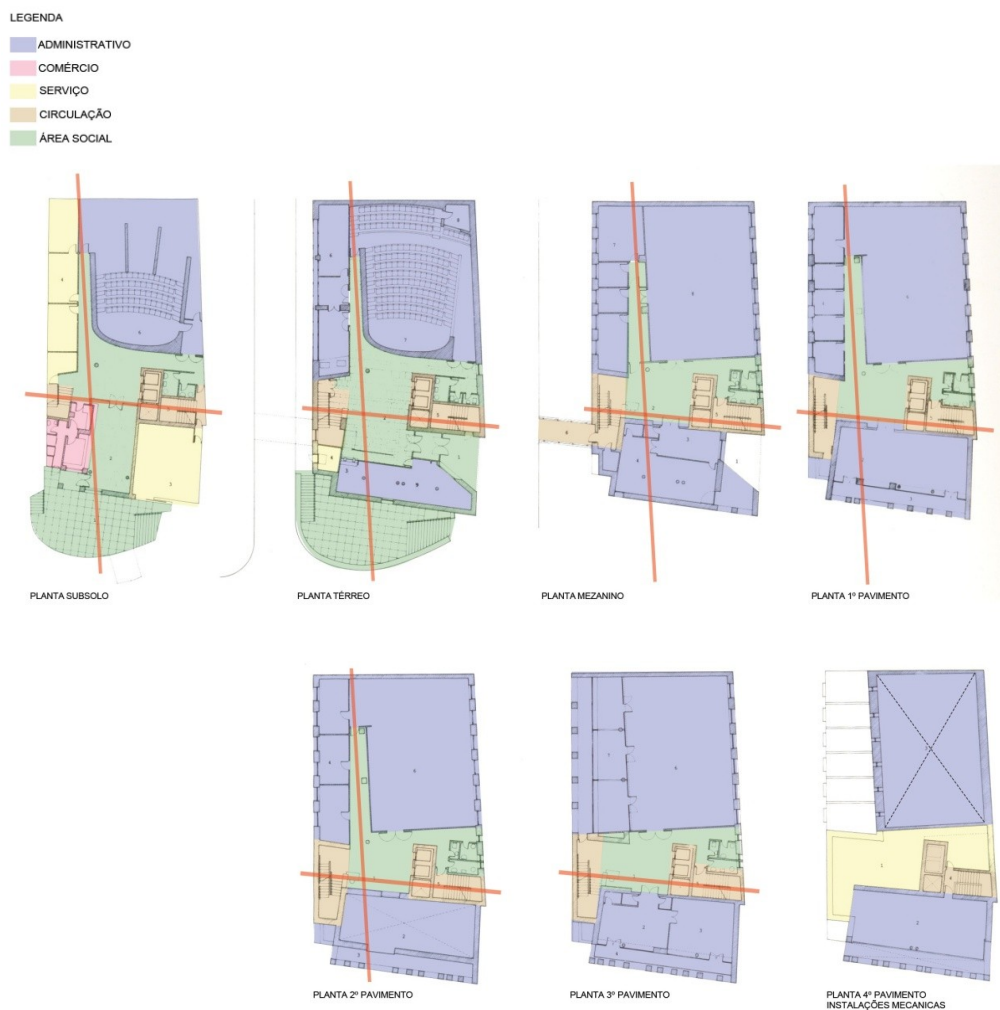 LEGENDA
ADMINISTRATIVO
COMÉRCIO
SERVIÇO
CIRCULAÇÃO
ÁREA SOCIAL
PLANTA SUBSOLO
PLANTA TÉRREO
PLANTA MEZANINO
PLANTA 1º PAVIMENTO
PLANTA 2º PAVIMENTO
PLANTA 3º PAVIMENTO
PLANTA 4º PAVIMENTO
INSTALAÇÕES MECANICAS